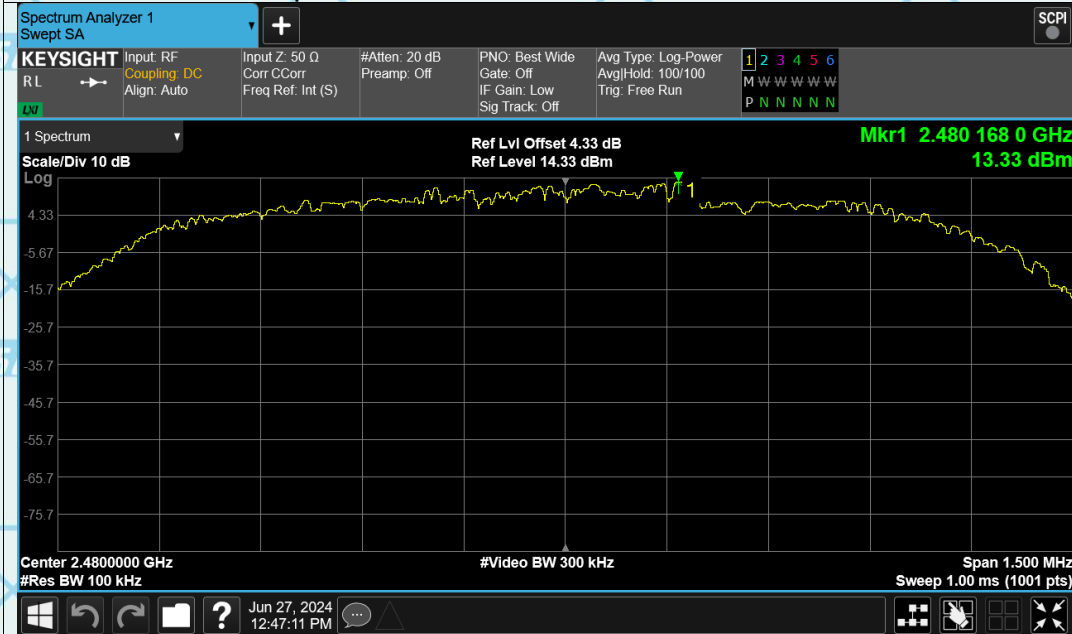 Spectrum Analyzer 1
Swept SA
+
SCPI
KEYSIGHT
R L
LXI
Input: RF
Coupling: DC
Align: Auto
Input Z: 50 Ω
Corr CCorr
Freq Ref: Int (S)
#Atten: 20 dB
Preamp: Off
PNO: Best Wide
Gate: Off
IF Gain: Low
Sig Track: Off
Avg Type: Log-Power
Avg|Hold: 100/100
Trig: Free Run
1 2 3 4 5 6
M W W W W W
P N N N N N
1 Spectrum
Scale/Div 10 dB
Log
Ref Lvl Offset 4.33 dB
Ref Level 14.33 dBm
Mkr1 2.480 168 0 GHz
13.33 dBm
1
4.33
-5.67
-15.7
-25.7
-35.7
-45.7
-55.7
-65.7
-75.7
Center 2.4800000 GHz
#Res BW 100 kHz
#Video BW 300 kHz
Span 1.500 MHz
Sweep 1.00 ms (1001 pts)
?
Jun 27, 2024
12:47:11 PM